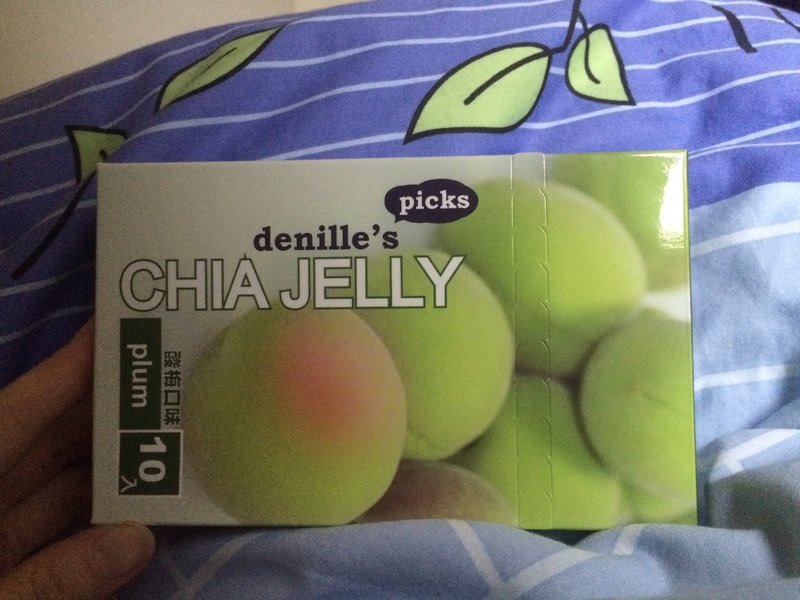 picks
denille's
CHIA JELLY
plum
酸梅口味
10入